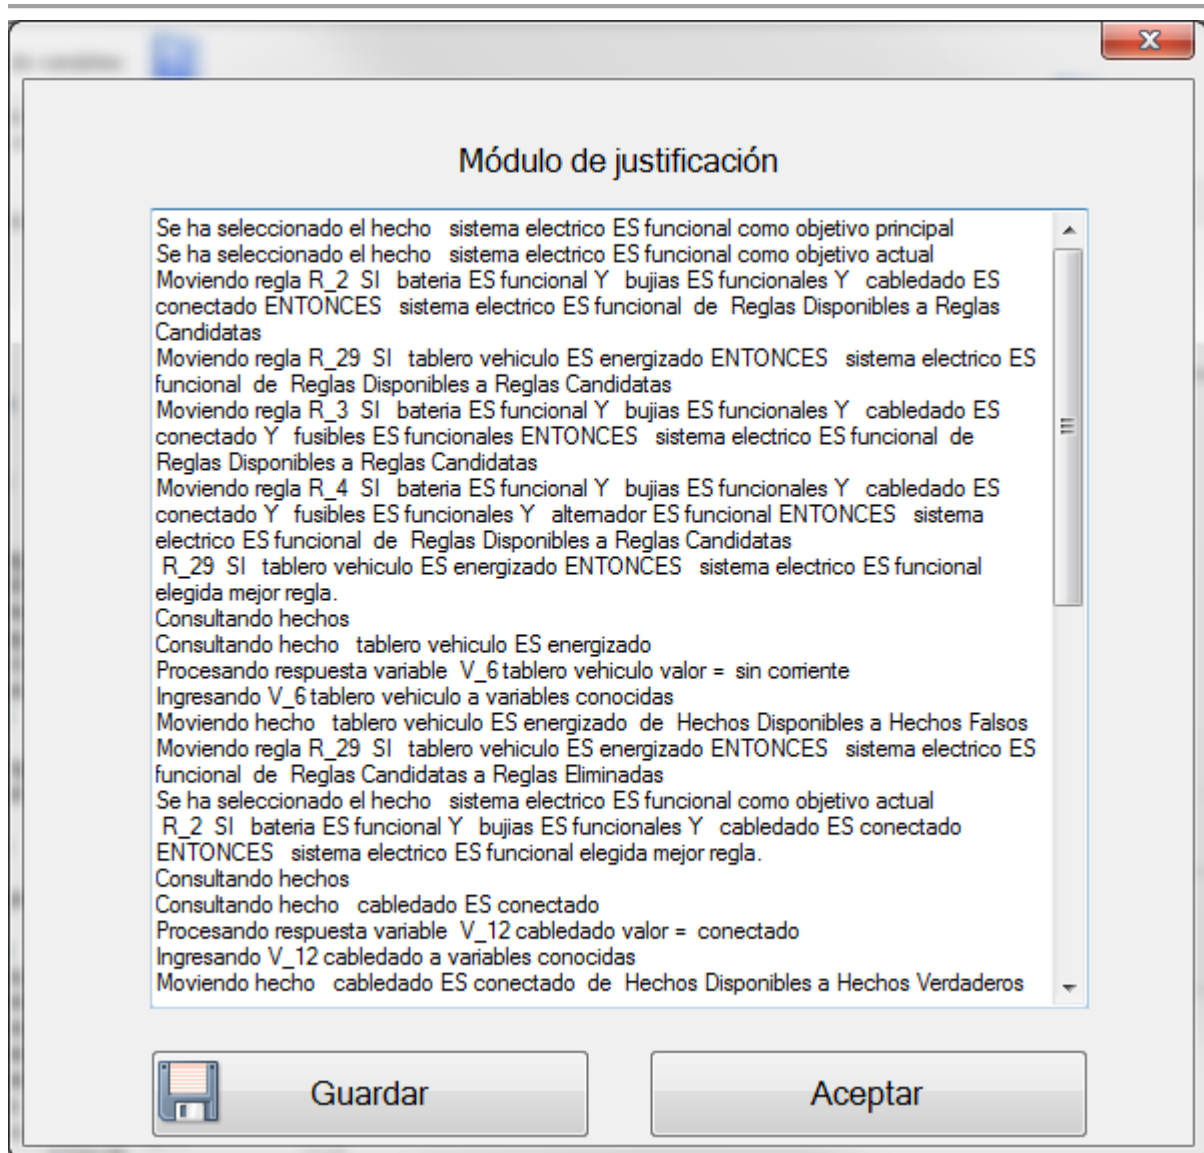 Módulo de justificación
Se ha seleccionado el hecho sistema electrico ES funcional como objetivo principal
Se ha seleccionado el hecho sistema electrico ES funcional como objetivo actual
Moviendo regla R_2 SI bateria ES funcional Y bujias ES funcionales Y cabledado ES
conectado ENTONCES sistema electrico ES funcional de Reglas Disponibles a Reglas
Candidatas
Moviendo regla R_29 SI tablero vehiculo ES energizado ENTONCES sistema electrico ES
funcional de Reglas Disponibles a Reglas Candidatas
Moviendo regla R_3 SI bateria ES funcional Y bujias ES funcionales Y cabledado ES
conectado Y fusibles ES funcionales ENTONCES sistema electrico ES funcional de
Reglas Disponibles a Reglas Candidatas
Moviendo regla R_4 SI bateria ES funcional Y bujias ES funcionales Y cabledado ES
conectado Y fusibles ES funcionales Y alternador ES funcional ENTONCES sistema
electrico ES funcional de Reglas Disponibles a Reglas Candidatas
R_29 SI tablero vehiculo ES energizado ENTONCES sistema electrico ES funcional
elegida mejor regla.
Consultando hechos
Consultando hecho tablero vehiculo ES energizado
Procesando respuesta variable V_6 tablero vehiculo valor = sin corriente
Ingresando V_6 tablero vehiculo a variables conocidas
Moviendo hecho tablero vehiculo ES energizado de Hechos Disponibles a Hechos Falsos
Moviendo regla R_29 SI tablero vehiculo ES energizado ENTONCES sistema electrico ES
funcional de Reglas Candidatas a Reglas Eliminadas
Se ha seleccionado el hecho sistema electrico ES funcional como objetivo actual
R_2 SI bateria ES funcional Y bujias ES funcionales Y cabledado ES conectado
ENTONCES sistema electrico ES funcional elegida mejor regla.
Consultando hechos
Consultando hecho cabledado ES conectado
Procesando respuesta variable V_12 cabledado valor = conectado
Ingresando V_12 cabledado a variables conocidas
Moviendo hecho cabledado ES conectado de Hechos Disponibles a Hechos Verdaderos
Guardar
Aceptar